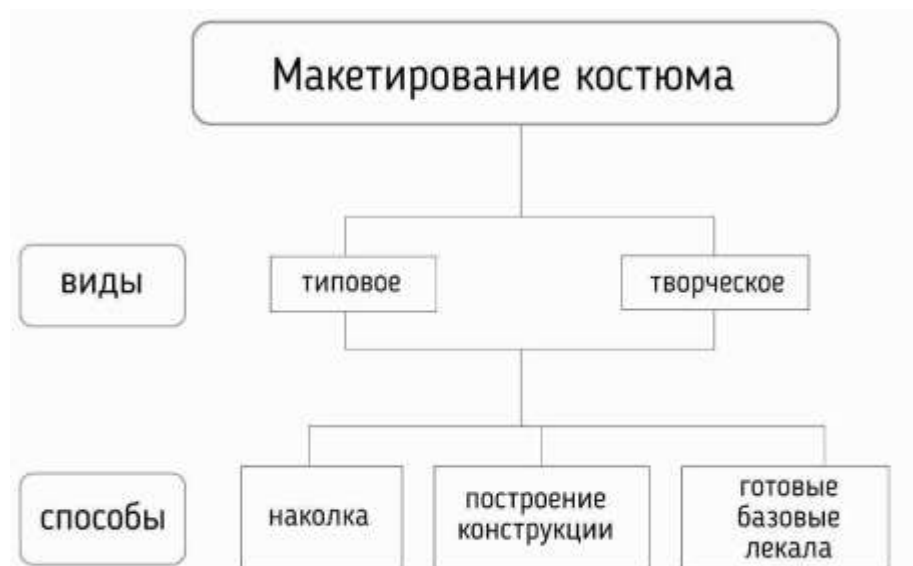 Макетирование костюма
виды
типовое
творческое
способы
наколка
построение
конструкции
готовые
базовые
лекала